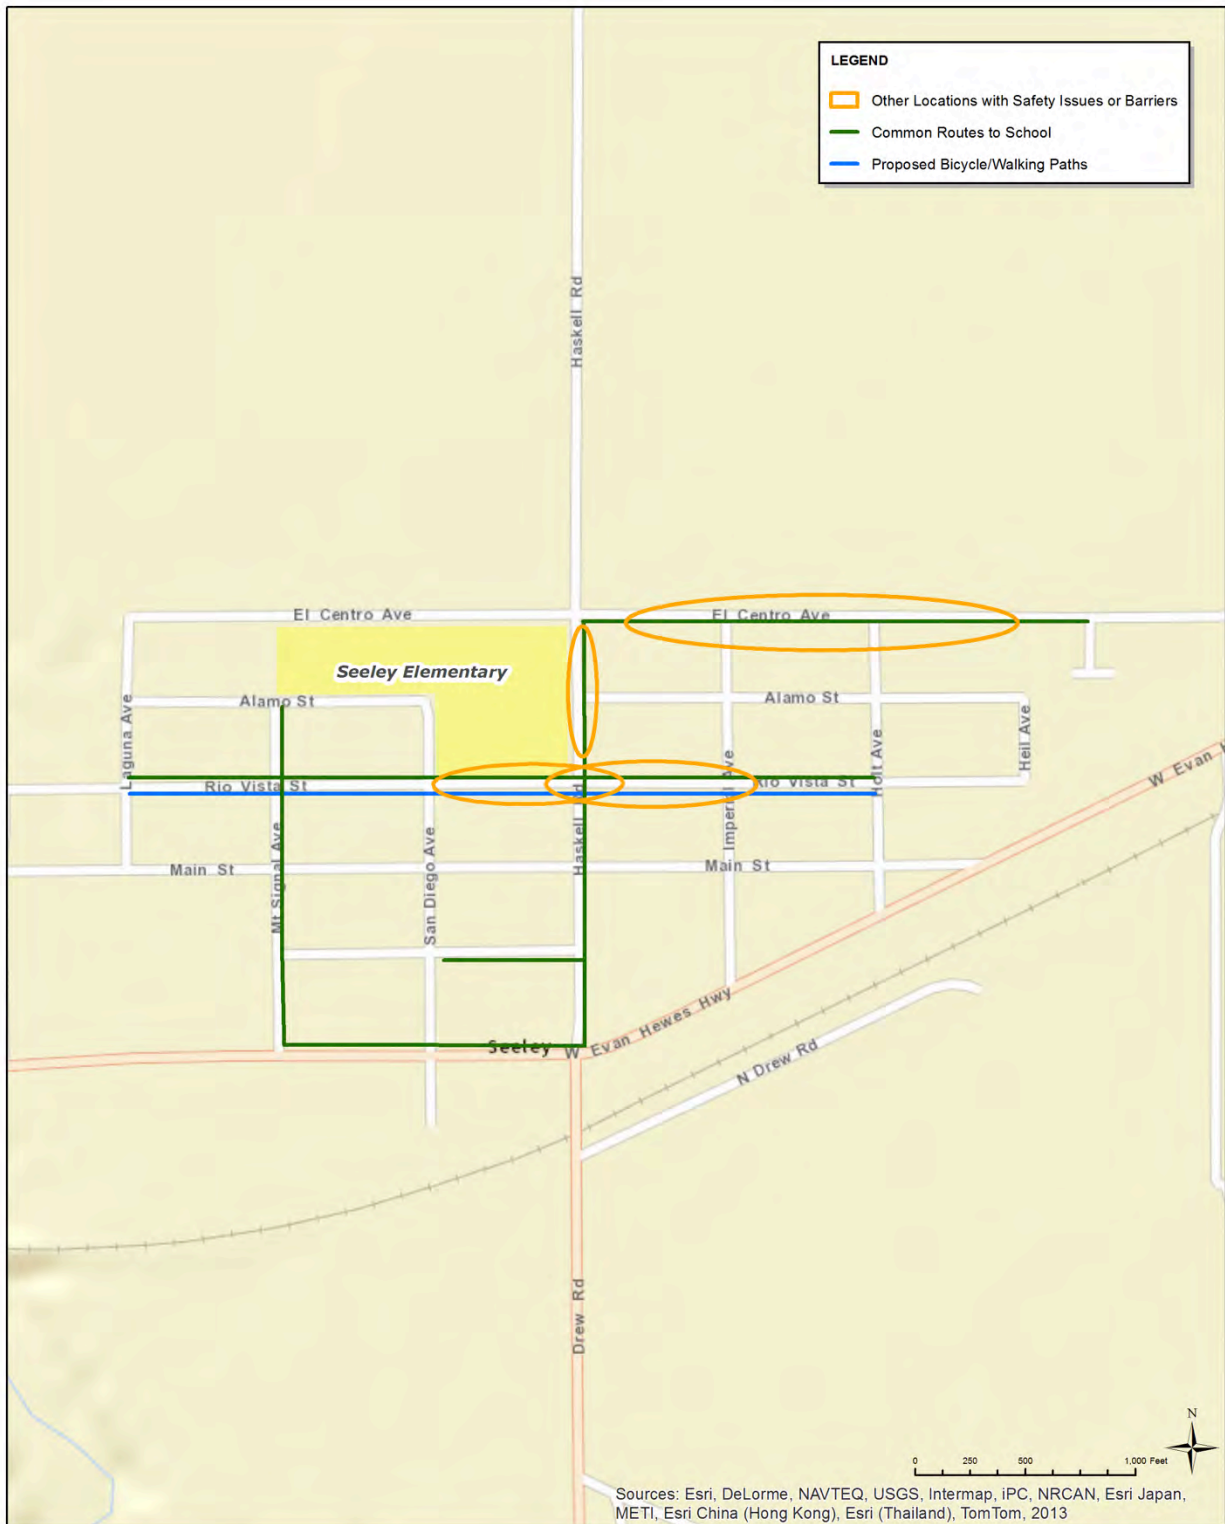 LEGEND
Other Locations with Safety Issues or Barriers
Common Routes to School
Proposed Bicycle/Walking Paths
Haskell Rd
El Centro Ave
El Centro Ave
Seeley Elementary
Alamo St
Alamo St
Laguna Ave
Heil Ave
Holt Ave
Imperial Ave
W Evan H
Rio Vista St
Rio Vista St
Haskell Rd
Mt Signal Ave
San Diego Ave
Main St
Main St
Seeley
W Evan Hewes Hwy
N Drew Rd
Drew Rd
N
0 250 500 1,000 Feet
Sources: Esri, DeLorme, NAVTEQ, USGS, Intermap, iPC, NRCAN, Esri Japan,
METI, Esri China (Hong Kong), Esri (Thailand), TomTom, 2013